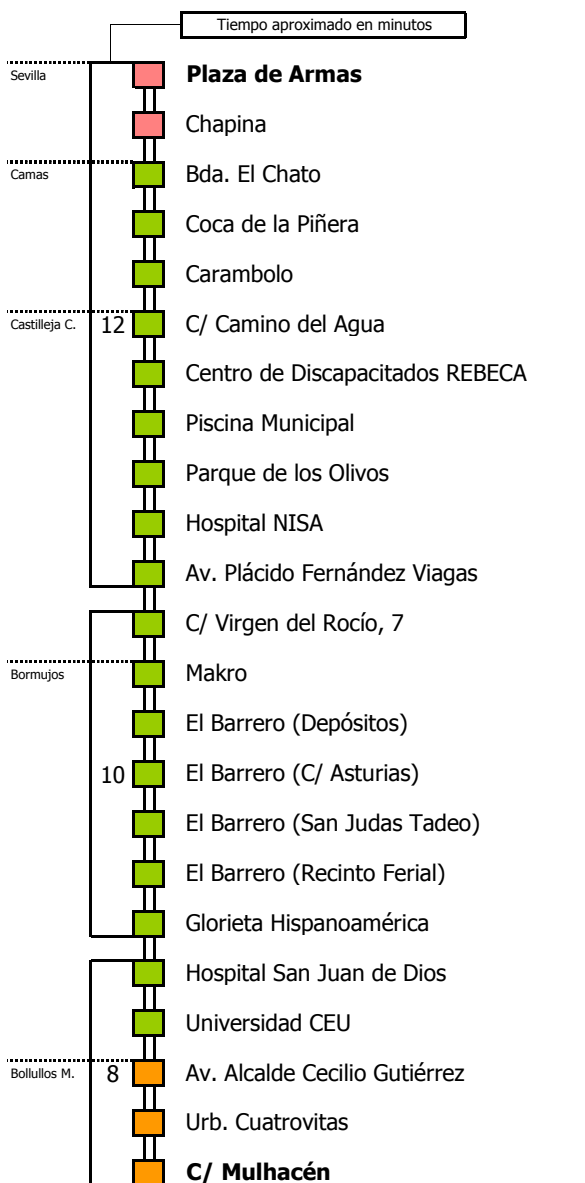 Tiempo aproximado en minutos
Sevilla
Plaza de Armas
Chapina
Camas
Bda. El Chato
Coca de la Piñera
Carambolo
Castilleja C.
12
C/ Camino del Agua
Centro de Discapacitados REBECA
Piscina Municipal
Parque de los Olivos
Hospital NISA
Av. Plácido Fernández Viagas
C/ Virgen del Rocío, 7
Bormujos
Makro
El Barrero (Depósitos)
10
El Barrero (C/ Asturias)
El Barrero (San Judas Tadeo)
El Barrero (Recinto Ferial)
Glorieta Hispanoamérica
Hospital San Juan de Dios
Universidad CEU
Bollullos M.
8
Av. Alcalde Cecilio Gutiérrez
Urb. Cuatrovitas
C/ Mulhacén